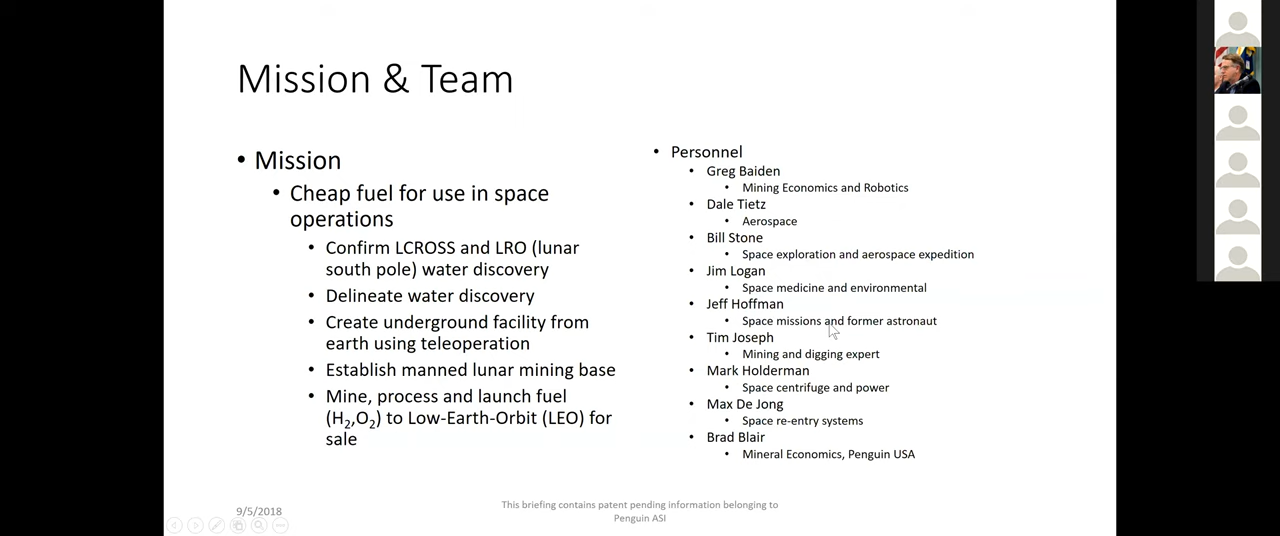 Mission & Team
• Mission
• Cheap fuel for use in space
operations
• Confirm LCROSS and LRO (lunar
south pole) water discovery
• Delineate water discovery
• Create underground facility from
earth using teleoperation
• Establish manned lunar mining base
• Mine, process and launch fuel
(H₂,O₂) to Low-Earth-Orbit (LEO) for
sale
• Personnel
• Greg Baiden
• Mining Economics and Robotics
• Dale Tietz
• Aerospace
• Bill Stone
• Space exploration and aerospace expedition
• Jim Logan
• Space medicine and environmental
• Jeff Hoffman
• Space missions and former astronaut
• Tim Joseph
• Mining and digging expert
• Mark Holderman
• Space centrifuge and power
• Max De Jong
• Space re-entry systems
• Brad Blair
• Mineral Economics, Penguin USA
9/5/2018
This briefing contains patent pending information belonging to
Penguin ASI